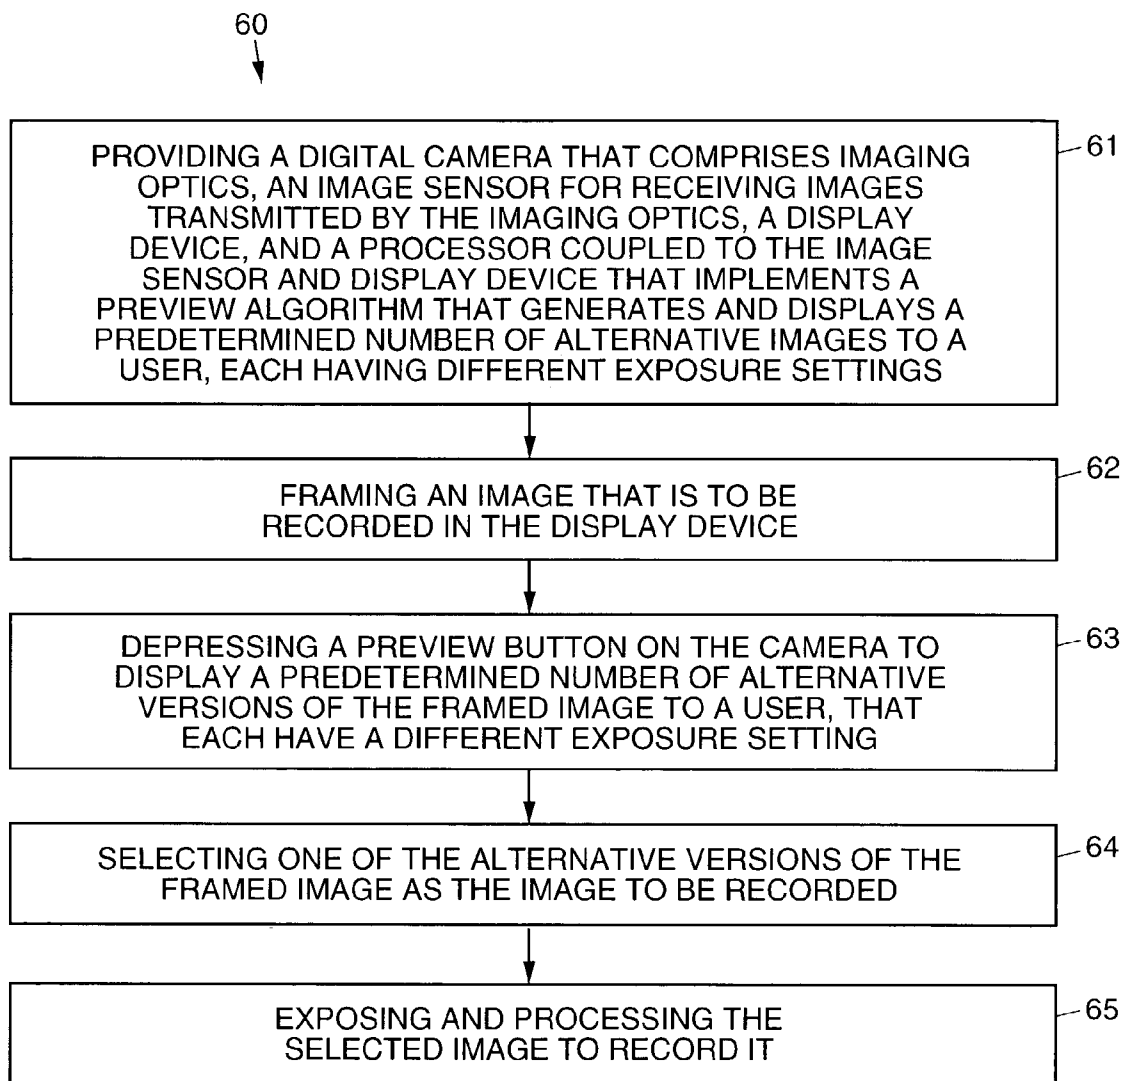 60
61
PROVIDING A DIGITAL CAMERA THAT COMPRISES IMAGING
OPTICS, AN IMAGE SENSOR FOR RECEIVING IMAGES
TRANSMITTED BY THE IMAGING OPTICS, A DISPLAY
DEVICE, AND A PROCESSOR COUPLED TO THE IMAGE
SENSOR AND DISPLAY DEVICE THAT IMPLEMENTS A
PREVIEW ALGORITHM THAT GENERATES AND DISPLAYS A
PREDETERMINED NUMBER OF ALTERNATIVE IMAGES TO A
USER, EACH HAVING DIFFERENT EXPOSURE SETTINGS
62
FRAMING AN IMAGE THAT IS TO BE
RECORDED IN THE DISPLAY DEVICE
63
DEPRESSING A PREVIEW BUTTON ON THE CAMERA TO
DISPLAY A PREDETERMINED NUMBER OF ALTERNATIVE
VERSIONS OF THE FRAMED IMAGE TO A USER, THAT
EACH HAVE A DIFFERENT EXPOSURE SETTING
64
SELECTING ONE OF THE ALTERNATIVE VERSIONS OF THE
FRAMED IMAGE AS THE IMAGE TO BE RECORDED
65
EXPOSING AND PROCESSING THE
SELECTED IMAGE TO RECORD IT